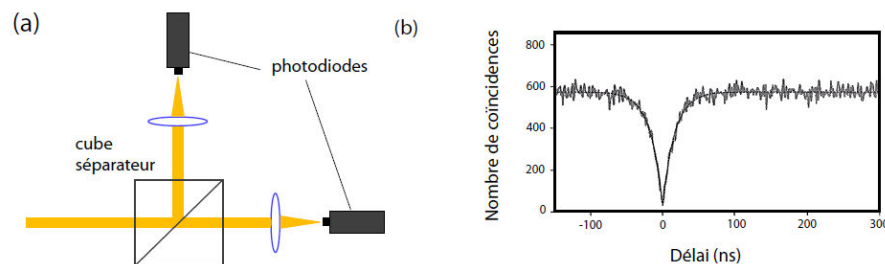 (a)
photodiodes
cube
séparateur
(b)
Nombre de coïncidences
800
600
400
200
0
-100
0
100
200
300
Délai (ns)